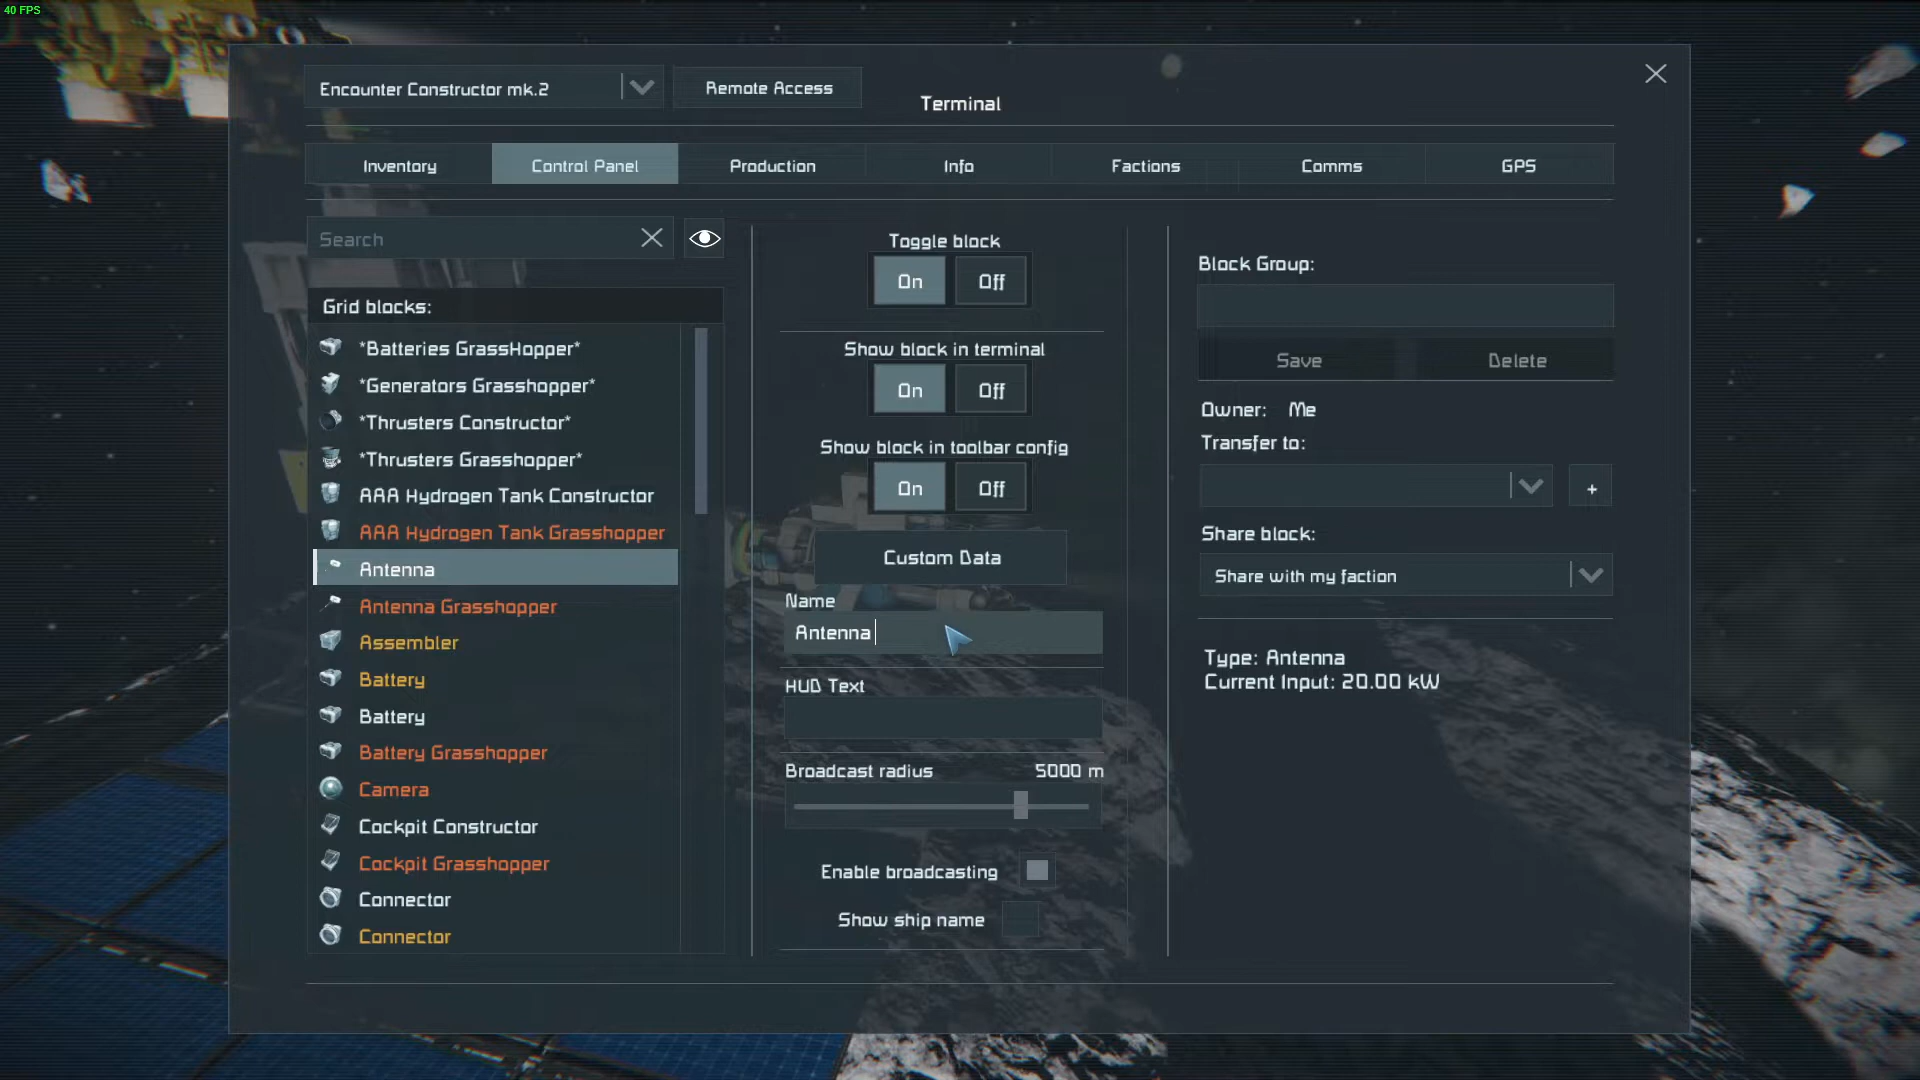 40 FPS
Encounter Constructor mk.2
Remote Access
Terminal
Inventory
Control Panel
Production
Info
Factions
Comms
GPS
Search
Grid blocks:
*Batteries GrassHopper*
*Generators Grasshopper*
*Thrusters Constructor*
*Thrusters Grasshopper*
AAA Hydrogen Tank Constructor
AAA Hydrogen Tank Grasshopper
Antenna
Antenna Grasshopper
Assembler
Battery
Battery
Battery Grasshopper
Camera
Cockpit Constructor
Cockpit Grasshopper
Connector
Connector
Toggle block
On Off
Show block in terminal
On Off
Show block in toolbar config
On Off
Custom Data
Name
Antenna
HUD Text
Broadcast radius 5000 m
Enable broadcasting
Show ship name
Block Group:
Save Delete
Owner: Me
Transfer to:
+
Share block:
Share with my faction
Type: Antenna
Current Input: 20.00 kW